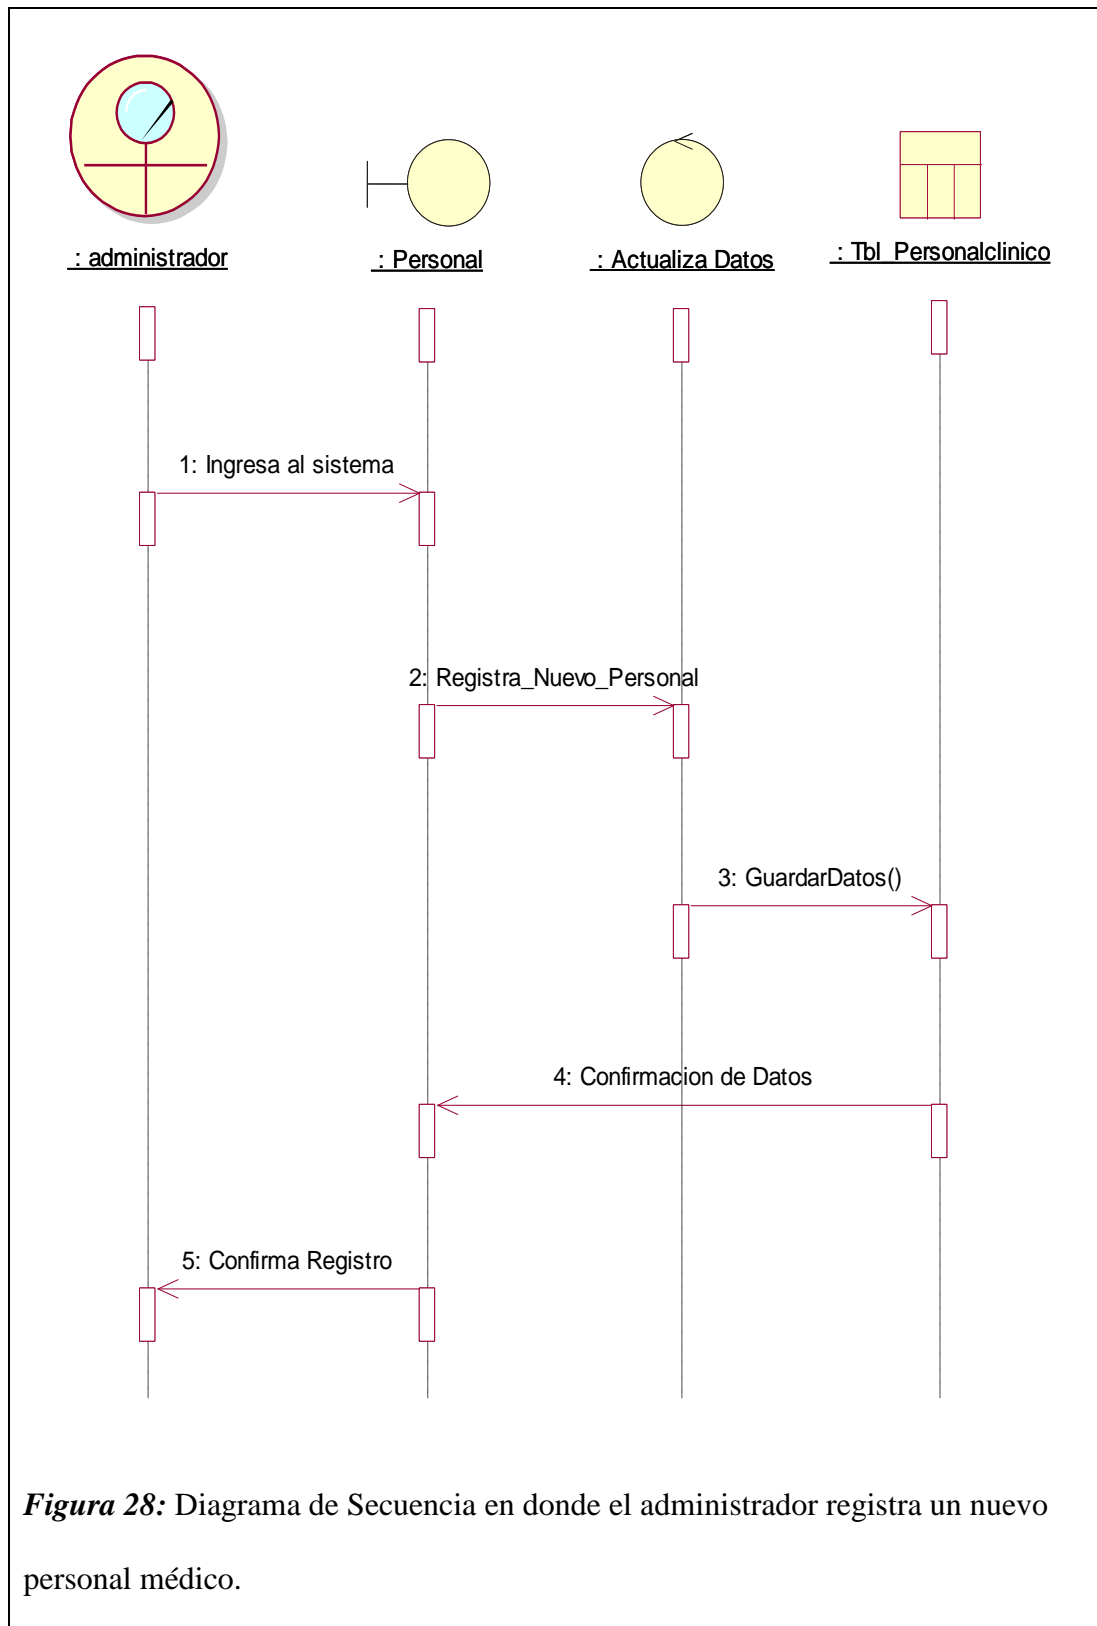 : administrador
: Personal
: Actualiza Datos
: Tbl_Personalclinico
1: Ingresa al sistema
2: Registra_Nuevo_Personal
3: GuardarDatos()
4: Confirmacion de Datos
5: Confirma Registro
Figura 28: Diagrama de Secuencia en donde el administrador registra un nuevo
personal médico.